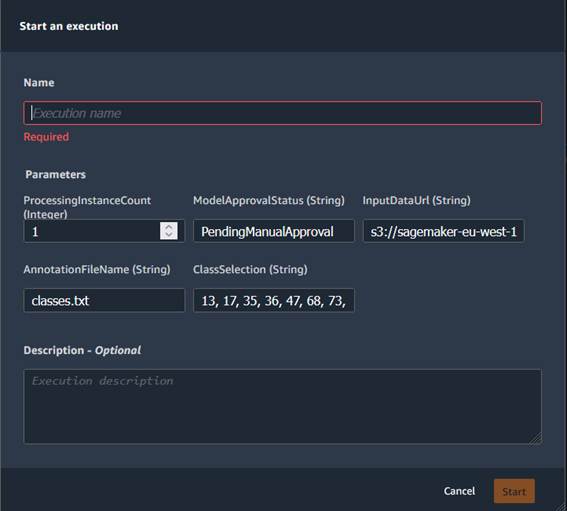 Start an execution
Name
Execution name
Required
Parameters
ProcessingInstanceCount (Integer)
ModelApprovalStatus (String)
InputDataUrl (String)
1
PendingManualApproval
s3://sagemaker-eu-west-1
AnnotationFileName (String)
ClassSelection (String)
classes.txt
13, 17, 35, 36, 47, 68, 73,
Description - Optional
Execution description
Cancel
Start